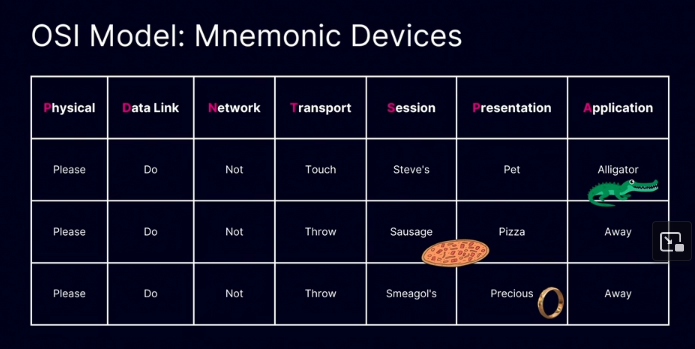 OSI Model: Mnemonic Devices
Physical Data Link Network Transport Session Presentation Application
Please Do Not Touch Steve's Pet Alligator
Please Do Not Throw Sausage Pizza Away
Please Do Not Throw Smeagol's Precious Away